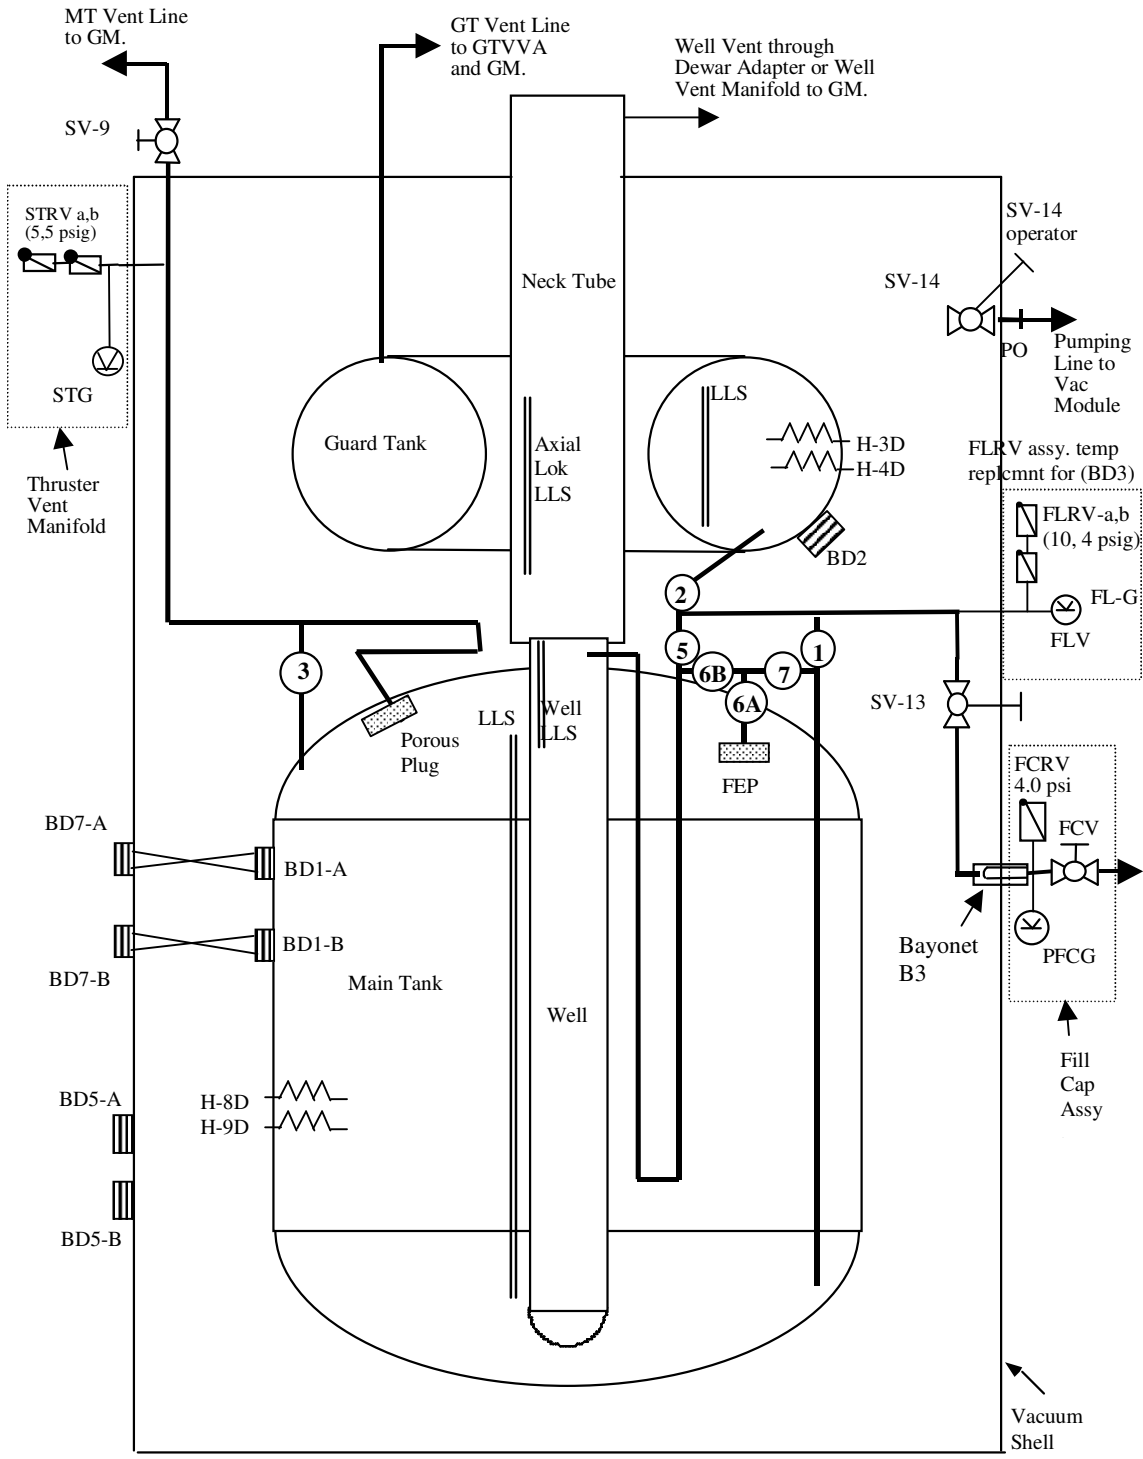 MT Vent Line
to GM.
GT Vent Line
to GTVVA
and GM.
Well Vent through
Dewar Adapter or Well
Vent Manifold to GM.
SV-9
STRV a,b
(5,5 psig)
STG
Thruster
Vent
Manifold
Neck Tube
SV-14
operator
SV-14
PO
Pumping
Line to
Vac
Module
Guard Tank
Axial
Lok
LLS
LLS
H-3D
H-4D
BD2
FLRV assy. temp
replcmnt for (BD3)
FLRV-a,b
(10, 4 psig)
FL-G
FLV
2
5
1
3
6B
7
6A
SV-13
LLS
Well
LLS
Porous
Plug
FEP
FCRV
4.0 psi
FCV
PFCG
Bayonet
B3
Fill
Cap
Assy
BD7-A
BD1-A
BD1-B
BD7-B
Main Tank
Well
BD5-A
H-8D
H-9D
BD5-B
Vacuum
Shell